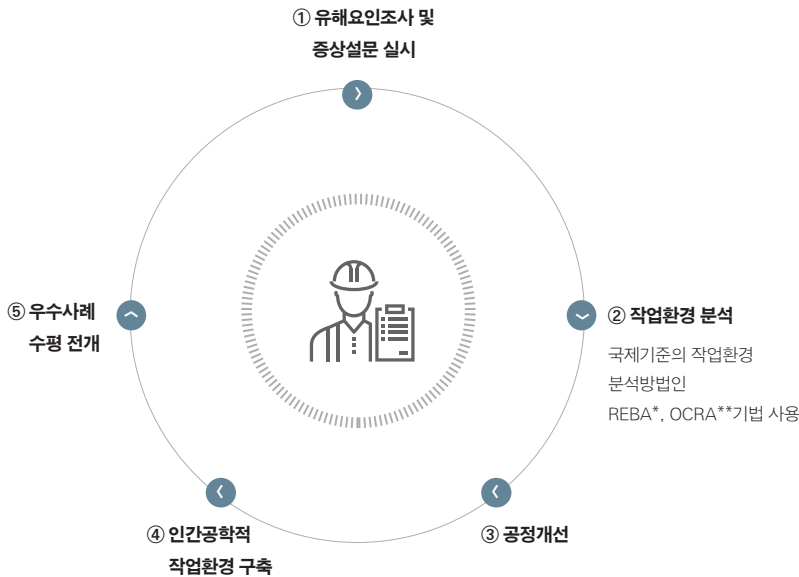 ① 유해요인조사 및
증상설문 실시
② 작업환경 분석
국제기준의 작업환경
분석방법인
REBA*, OCRA**기법 사용
③ 공정개선
④ 인간공학적
작업환경 구축
⑤ 우수사례
수평 전개